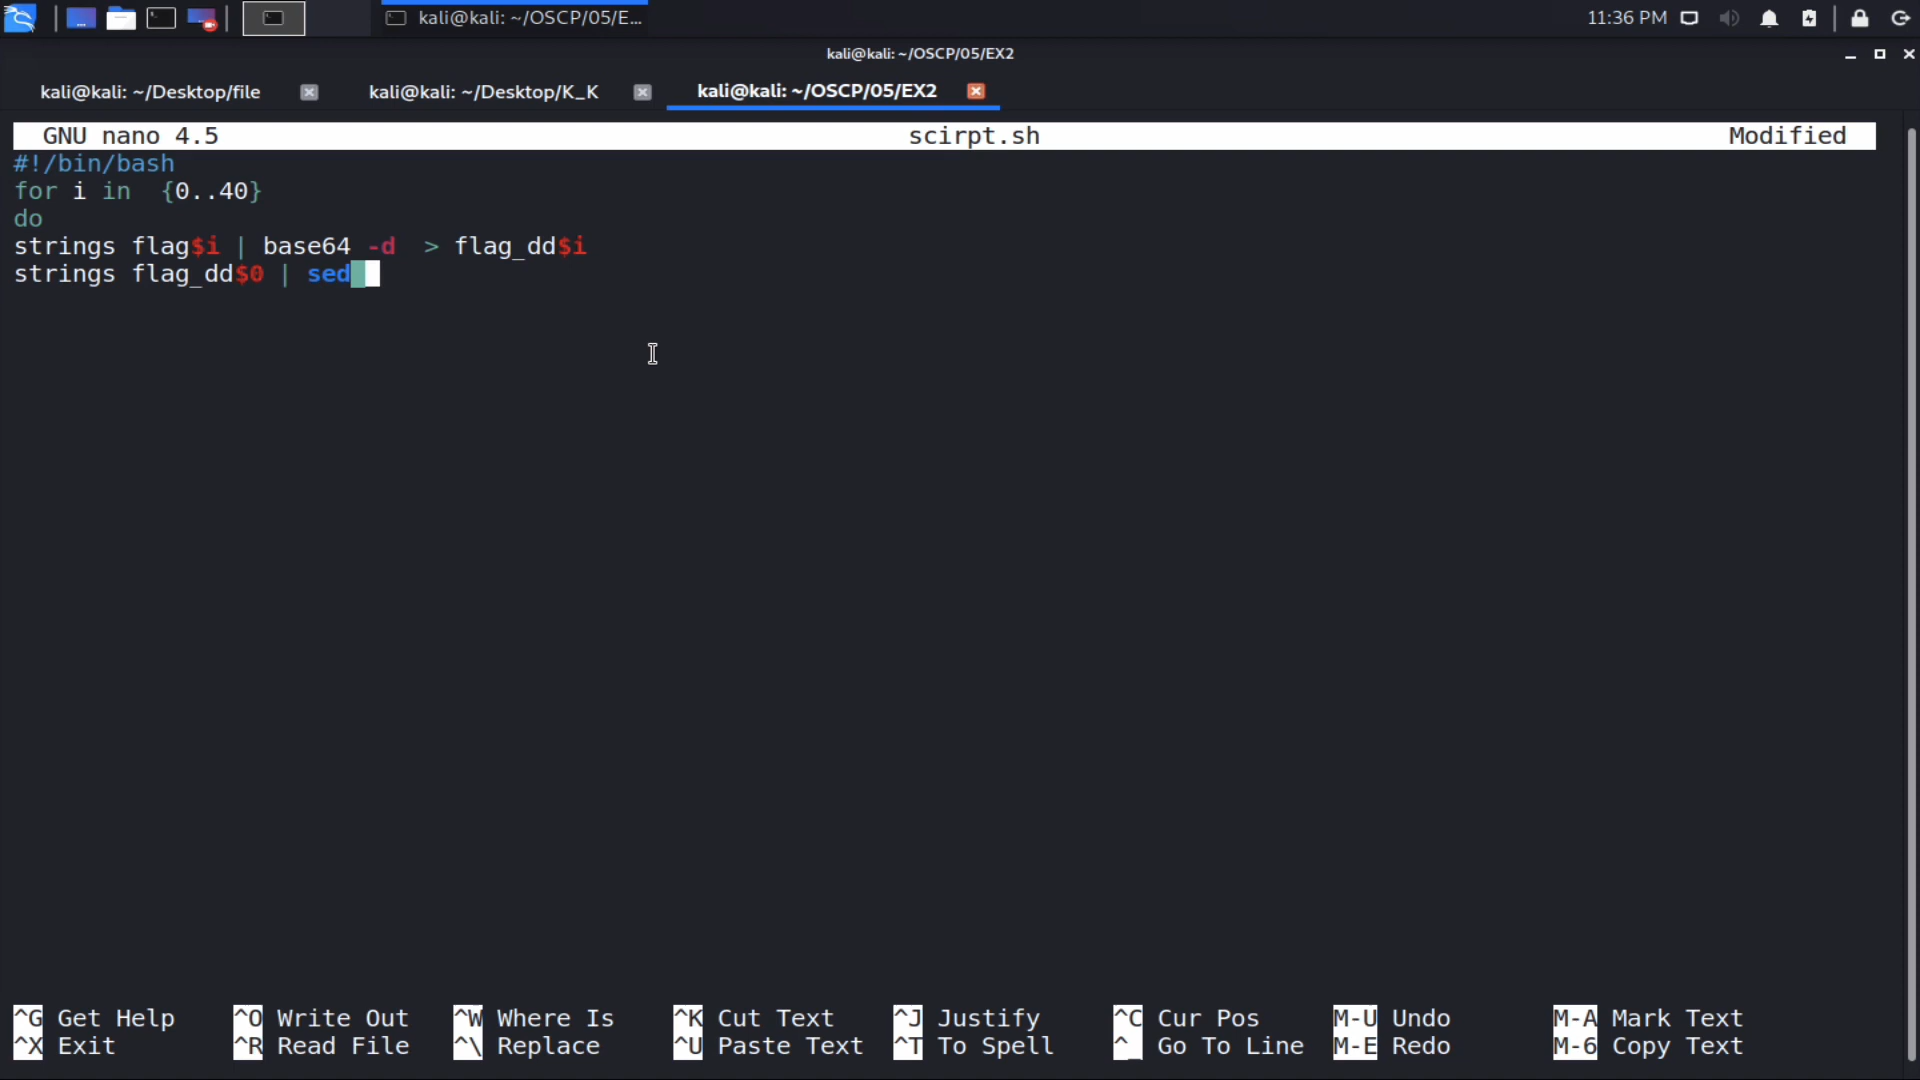 kali@kali: ~/OSCP/05/E...
11:36 PM
kali@kali: ~/OSCP/05/EX2
kali@kali: ~/Desktop/file
kali@kali: ~/Desktop/K_K
kali@kali: ~/OSCP/05/EX2
GNU nano 4.5 scirpt.sh Modified
#!/bin/bash
for i in  {0..40}
do
strings flag$i | base64 -d  > flag_dd$i
strings flag_dd$0 | sed
^G Get Help ^O Write Out ^W Where Is ^K Cut Text ^J Justify ^C Cur Pos M-U Undo M-A Mark Text
^X Exit ^R Read File ^\ Replace ^U Paste Text ^T To Spell ^_ Go To Line M-E Redo M-6 Copy Text